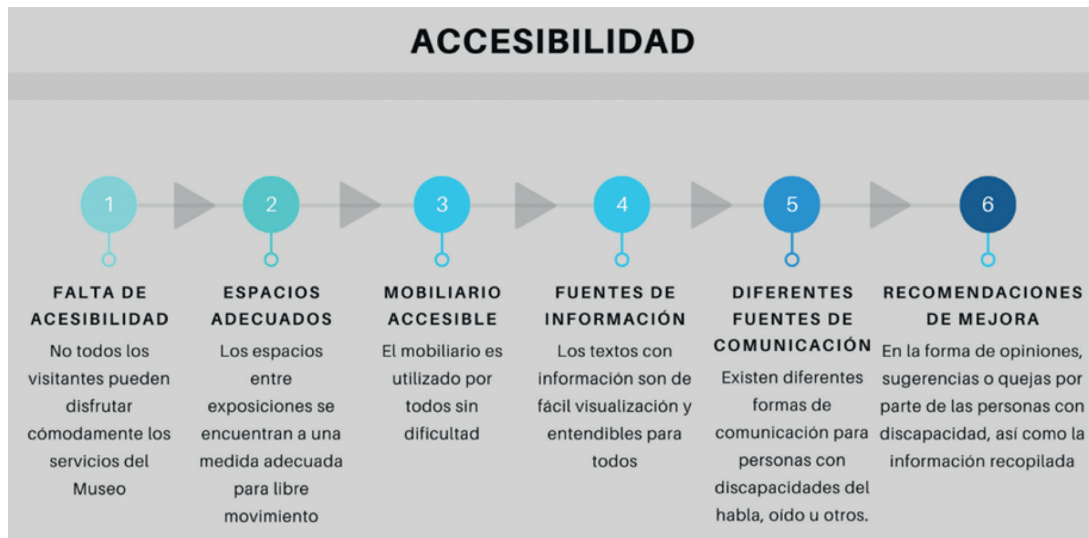 ACCESIBILIDAD
1
FALTA DE
ACESIBILIDAD
No todos los
visitantes pueden
disfrutar
cómodamente los
servicios del
Museo
2
ESPACIOS
ADECUADOS
Los espacios
entre
exposiciones se
encuentran a una
medida adecuada
para libre
movimiento
3
MOBILIARIO
ACCESIBLE
El mobiliario es
utilizado por
todos sin
dificultad
4
FUENTES DE
INFORMACIÓN
Los textos con
información son de
fácil visualización y
entendibles para
todos
5
DIFERENTES
FUENTES DE
COMUNICACIÓN
Existen diferentes
formas de
comunicación para
personas con
discapacidades del
habla, oído u otros.
6
RECOMENDACIONES
DE MEJORA
En la forma de opiniones,
sugerencias o quejas por
parte de las personas con
discapacidad, así como la
información recopilada